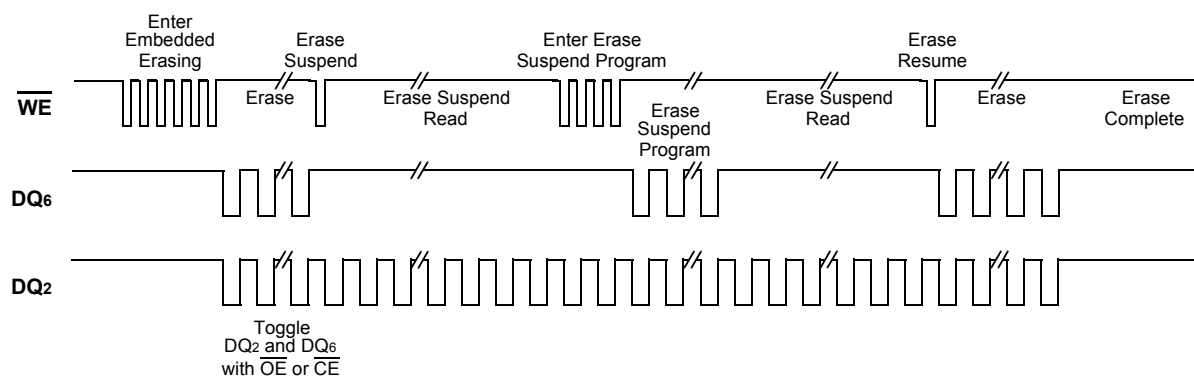 Enter
Embedded
Erasing
Erase
Suspend
Enter Erase
Suspend Program
Erase
Resume
WE
Erase
Erase Suspend
Read
Erase
Suspend
Program
Erase Suspend
Read
Erase
Erase
Complete
DQ6
DQ2
Toggle
DQ2 and DQ6
with OE or CE